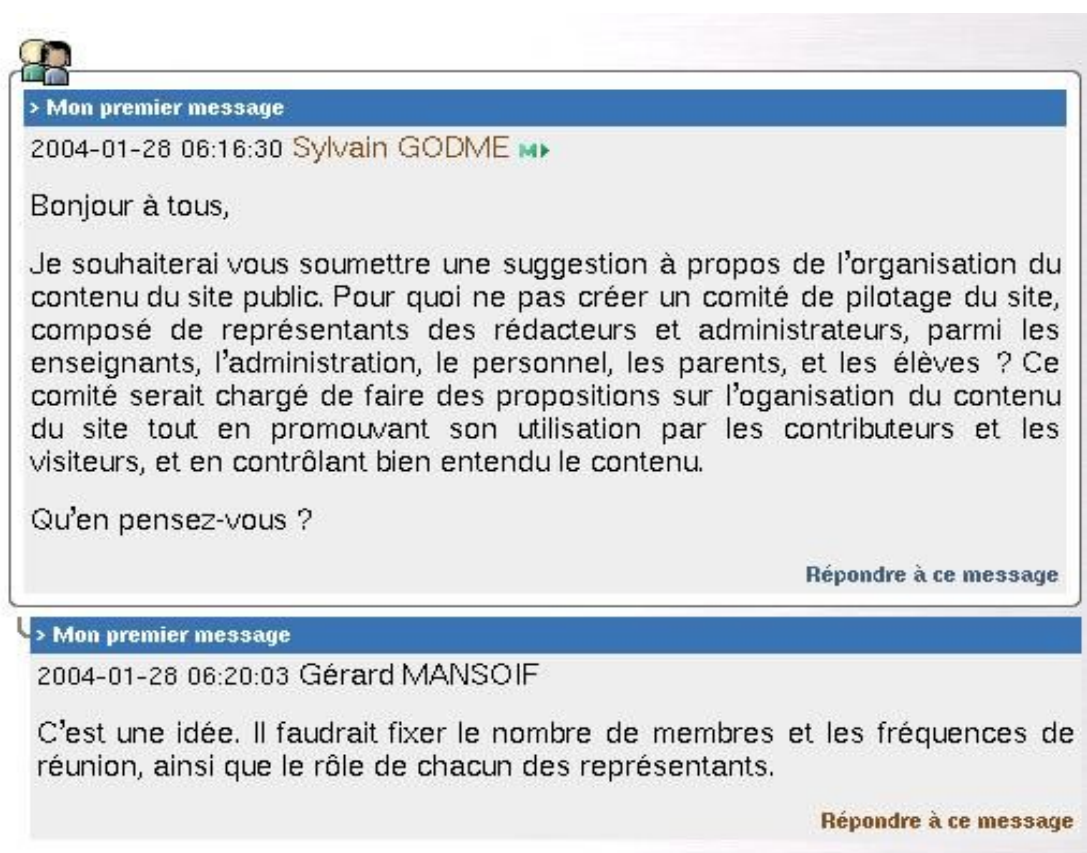 > Mon premier message
2004-01-28 06:16:30 Sylvain GODME M
Bonjour à tous,
Je souhaiterai vous soumettre une suggestion à propos de l'organisation du
contenu du site public. Pour quoi ne pas créer un comité de pilotage du site,
composé de représentants des rédacteurs et administrateurs, parmi les
enseignants, l'administration, le personnel, les parents, et les élèves ? Ce
comité serait chargé de faire des propositions sur l'oganisation du contenu
du site tout en promouvant son utilisation par les contributeurs et les
visiteurs, et en contrôlant bien entendu le contenu.
Qu'en pensez-vous ?
Répondre à ce message
> Mon premier message
2004-01-28 06:20:03 Gérard MANSOIF
C'est une idée. Il faudrait fixer le nombre de membres et les fréquences de
réunion, ainsi que le rôle de chacun des représentants.
Répondre à ce message